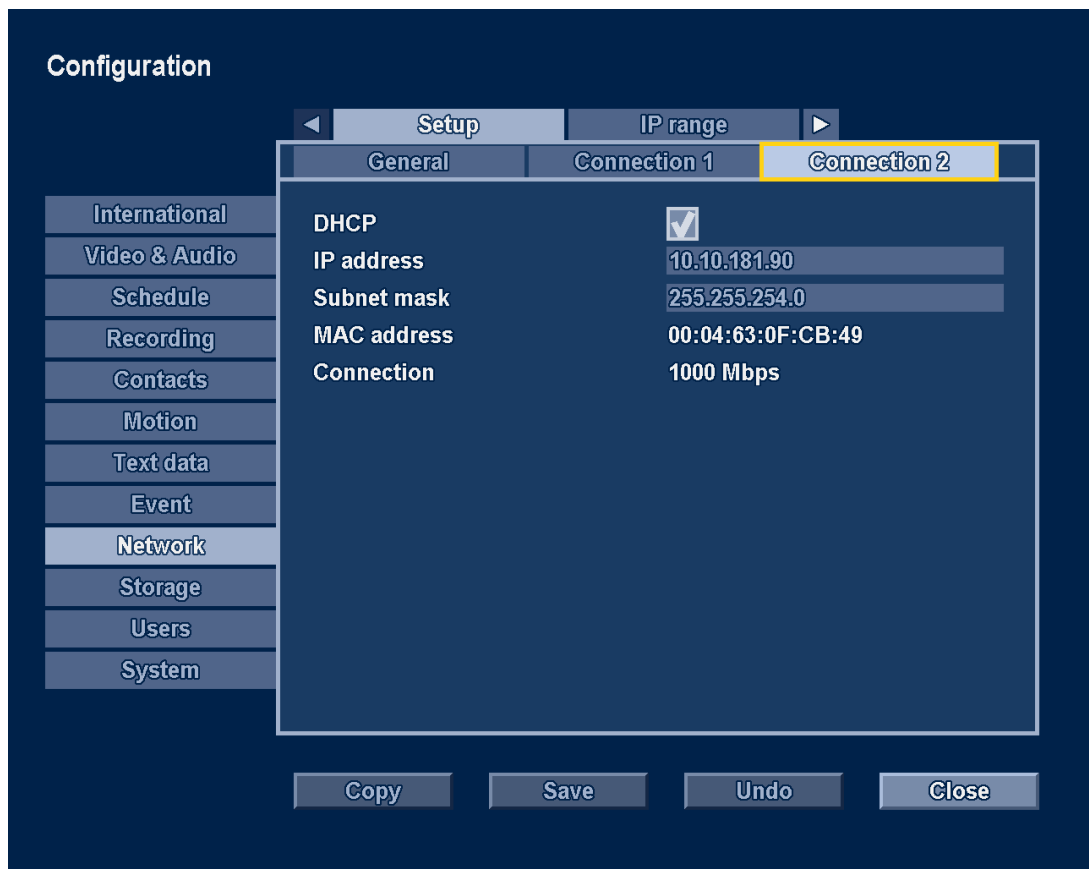 Configuration
Setup
IP range
General
Connection 1
Connection 2
International
Video & Audio
Schedule
Recording
Contacts
Motion
Text data
Event
Network
Storage
Users
System
DHCP
IP address 10.10.181.90
Subnet mask 255.255.254.0
MAC address 00:04:63:0F:CB:49
Connection 1000 Mbps
Copy
Save
Undo
Close